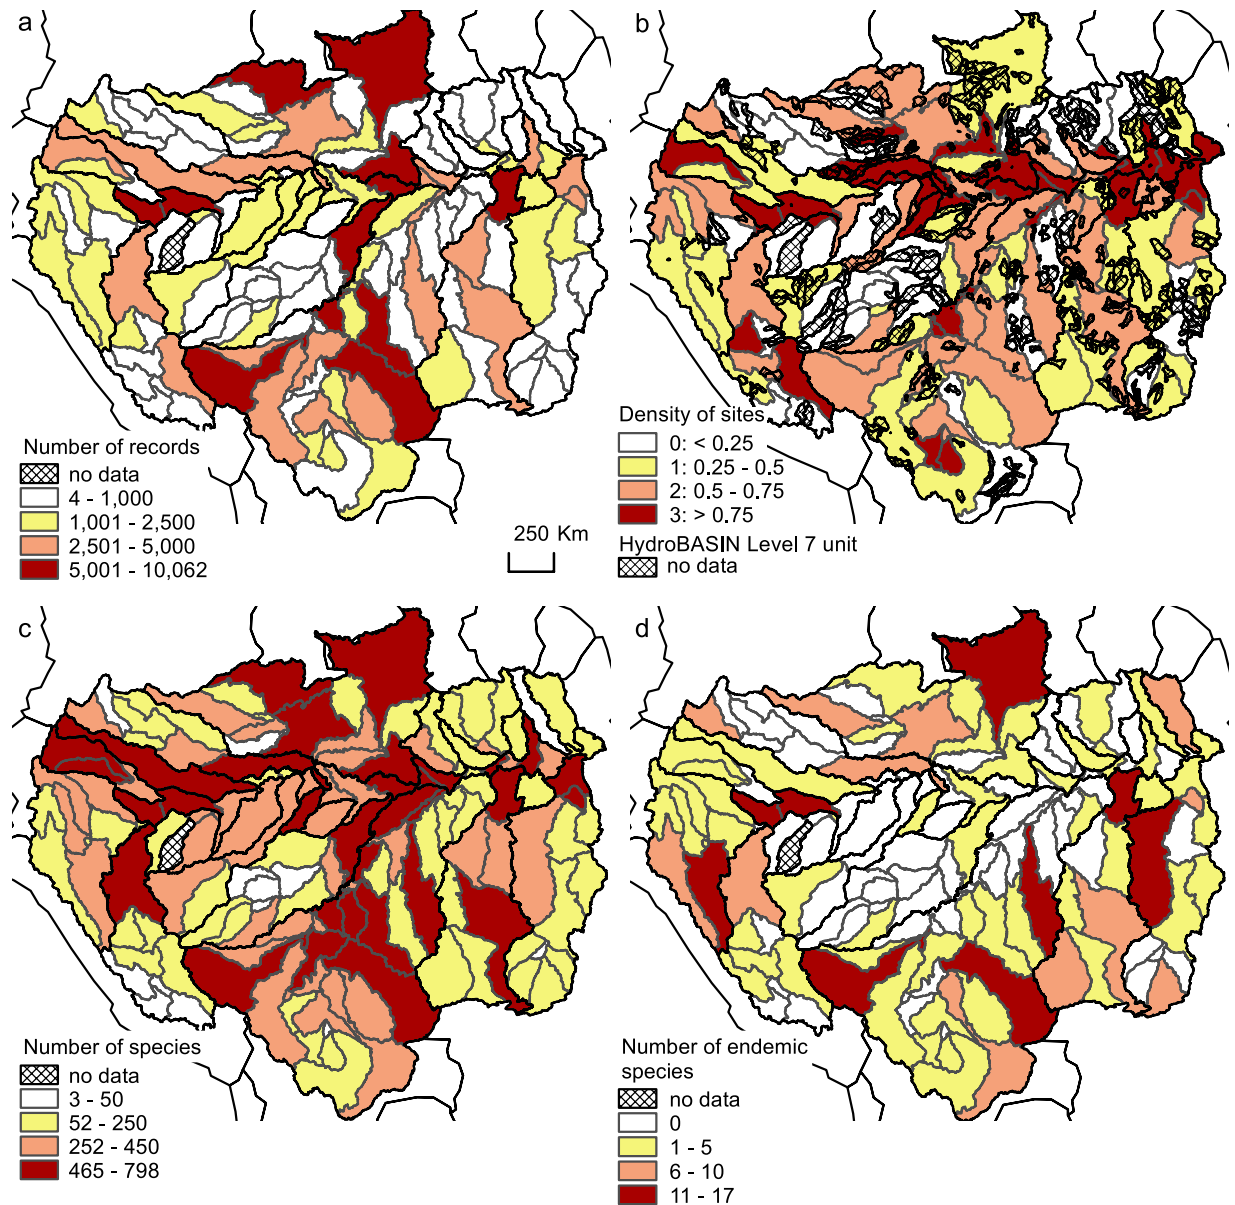 a
Number of records
no data
4 - 1,000
1,001 - 2,500
2,501 - 5,000
5,001 - 10,062
250 Km
b
Density of sites
0: < 0.25
1: 0.25 - 0.5
2: 0.5 - 0.75
3: > 0.75
HydroBASIN Level 7 unit
no data
c
Number of species
no data
3 - 50
52 - 250
252 - 450
465 - 798
d
Number of endemic
species
no data
0
1 - 5
6 - 10
11 - 17